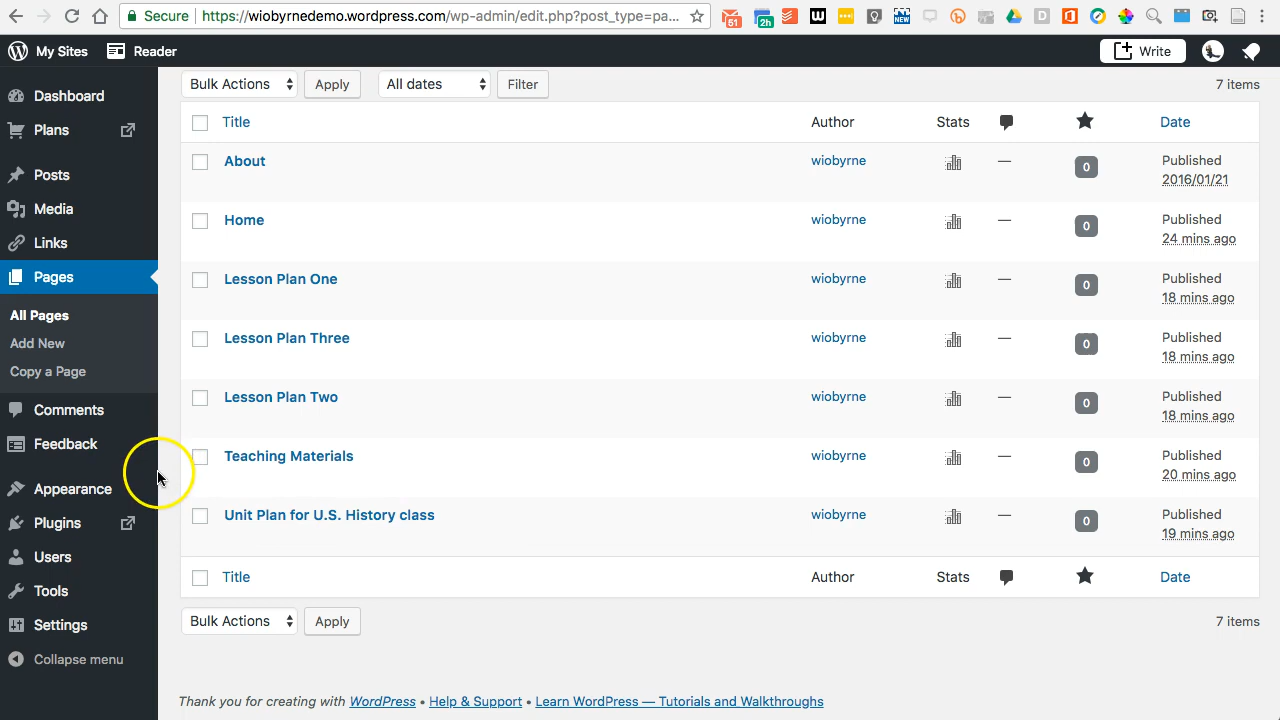 Secure https://wiobyrnedemo.wordpress.com/wp-admin/edit.php?post_type=pa...
51
2h
W
NEW
D
My Sites Reader Write
Bulk Actions Apply All dates Filter 7 items
Dashboard
Plans
Posts
Media
Links
Pages
All Pages
Add New
Copy a Page
Comments
Feedback
Appearance
Plugins
Users
Tools
Settings
Collapse menu
Title Author Stats Date
About wiobyrne — 0 Published
2016/01/21
Home wiobyrne — 0 Published
24 mins ago
Lesson Plan One wiobyrne — 0 Published
18 mins ago
Lesson Plan Three wiobyrne — 0 Published
18 mins ago
Lesson Plan Two wiobyrne — 0 Published
18 mins ago
Teaching Materials wiobyrne — 0 Published
20 mins ago
Unit Plan for U.S. History class wiobyrne — 0 Published
19 mins ago
Title Author Stats Date
Bulk Actions Apply 7 items
Thank you for creating with WordPress • Help & Support • Learn WordPress — Tutorials and Walkthroughs